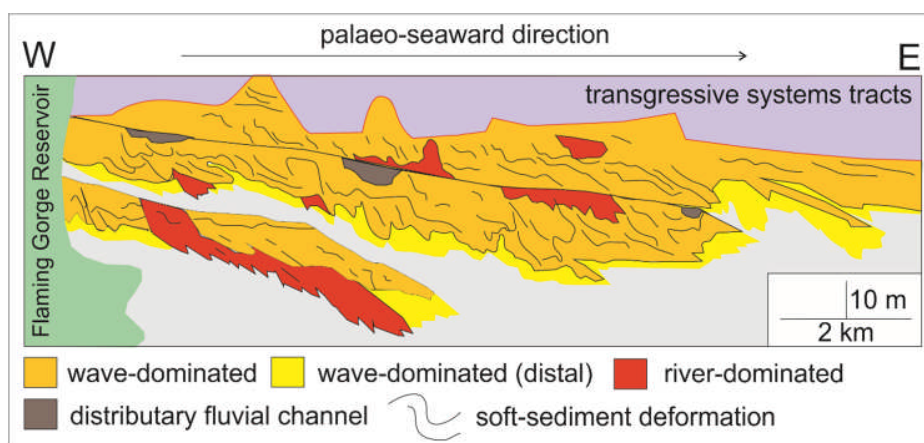 W
palaeo-seaward direction
E
Flaming Gorge Reservoir
transgressive systems tracts
10 m
2 km
wave-dominated
wave-dominated (distal)
river-dominated
distributary fluvial channel
soft-sediment deformation